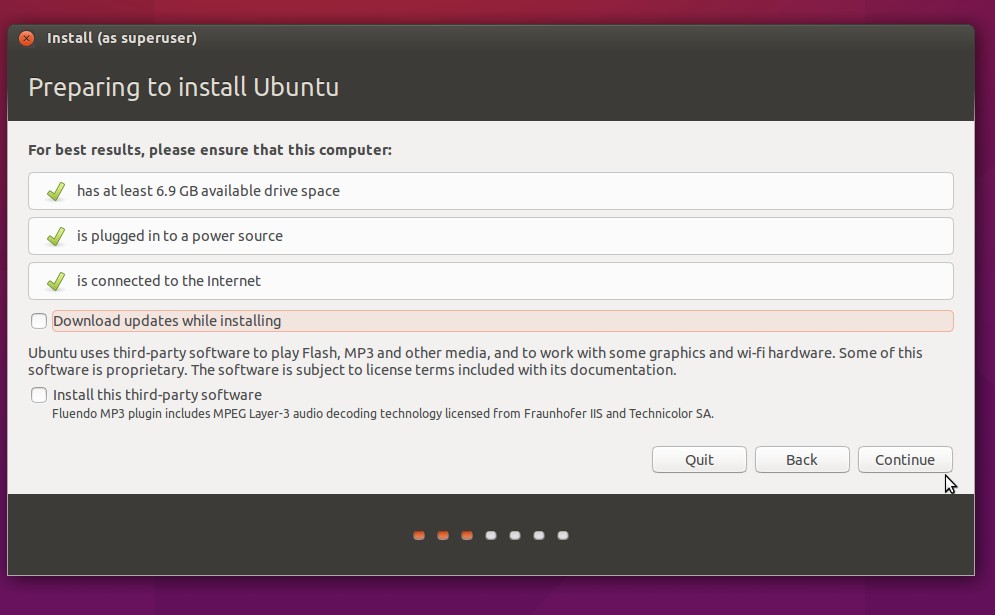 Install (as superuser)
Preparing to install Ubuntu
For best results, please ensure that this computer:
has at least 6.9 GB available drive space
is plugged in to a power source
is connected to the Internet
Download updates while installing
Ubuntu uses third-party software to play Flash, MP3 and other media, and to work with some graphics and wi-fi hardware. Some of this
software is proprietary. The software is subject to license terms included with its documentation.
Install this third-party software
Fluendo MP3 plugin includes MPEG Layer-3 audio decoding technology licensed from Fraunhofer IIS and Technicolor SA.
Quit Back Continue